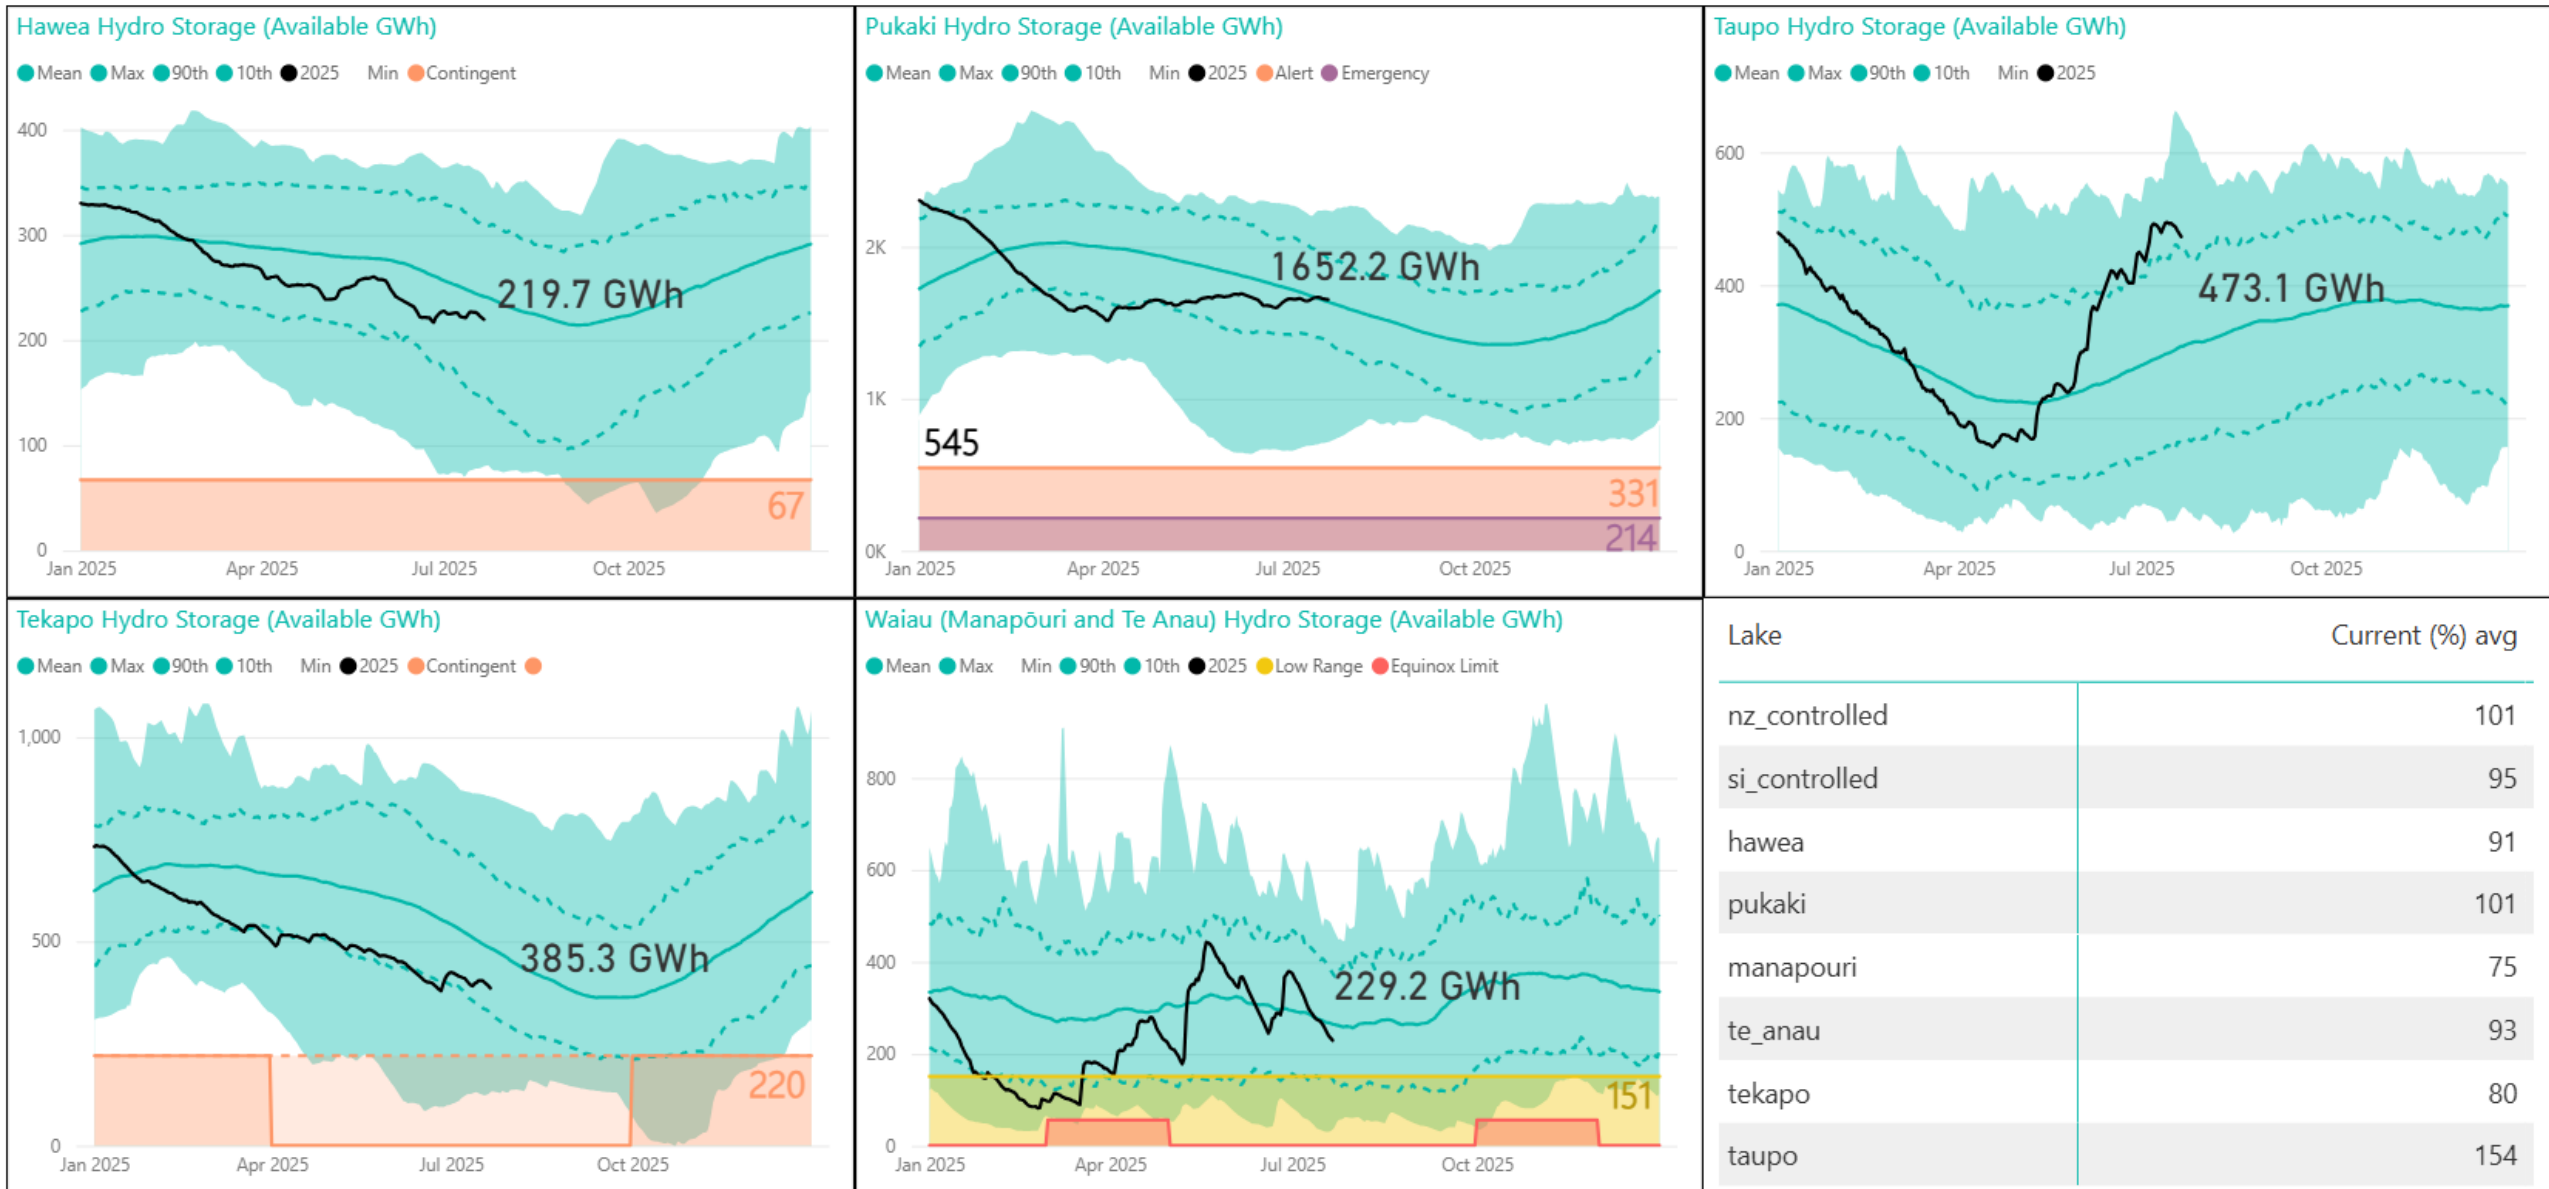 Hawea Hydro Storage (Available GWh)
Mean Max 90th 10th 2025 Min Contingent
400
300
200
100
0
219.7 GWh
67
Jan 2025 Apr 2025 Jul 2025 Oct 2025
Pukaki Hydro Storage (Available GWh)
Mean Max 90th 10th Min 2025 Alert Emergency
2K
1K
0K
1652.2 GWh
545
331
214
Jan 2025 Apr 2025 Jul 2025 Oct 2025
Taupo Hydro Storage (Available GWh)
Mean Max 90th 10th Min 2025
600
400
200
0
473.1 GWh
Jan 2025 Apr 2025 Jul 2025 Oct 2025
Tekapo Hydro Storage (Available GWh)
Mean Max 90th 10th Min 2025 Contingent
1,000
500
0
385.3 GWh
220
Jan 2025 Apr 2025 Jul 2025 Oct 2025
Waiau (Manapōuri and Te Anau) Hydro Storage (Available GWh)
Mean Max Min 90th 10th 2025 Low Range Equinox Limit
800
600
400
200
0
229.2 GWh
151
Jan 2025 Apr 2025 Jul 2025 Oct 2025
Lake Current (%) avg
nz_controlled 101
si_controlled 95
hawea 91
pukaki 101
manapouri 75
te_anau 93
tekapo 80
taupo 154